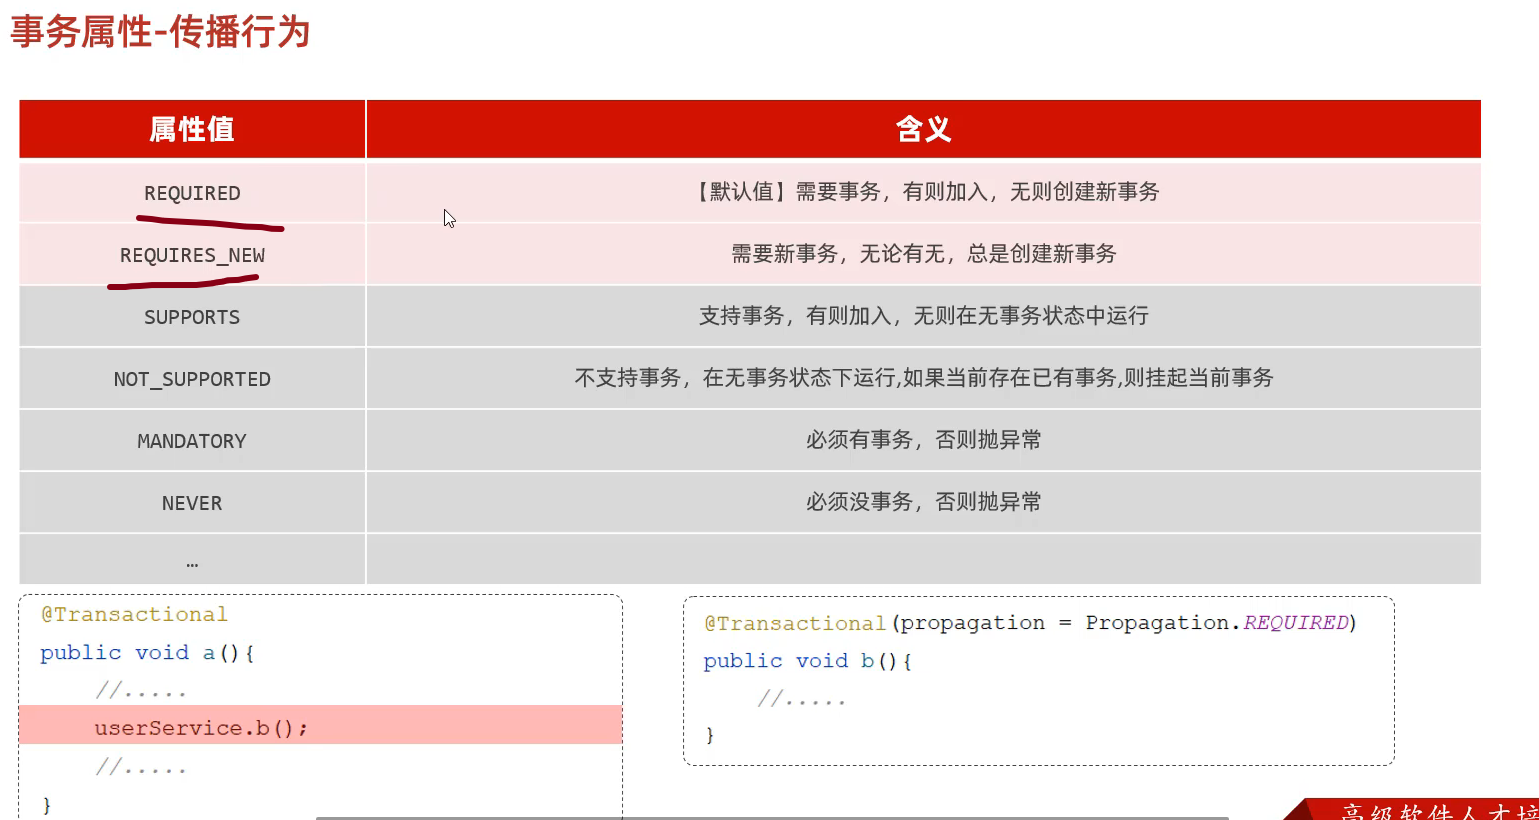 事务属性-传播行为
属性值 含义
REQUIRED 【默认值】需要事务，有则加入，无则创建新事务
REQUIRES_NEW 需要新事务，无论有无，总是创建新事务
SUPPORTS 支持事务，有则加入，无则在无事务状态中运行
NOT_SUPPORTED 不支持事务，在无事务状态下运行,如果当前存在已有事务,则挂起当前事务
MANDATORY 必须有事务，否则抛异常
NEVER 必须没事务，否则抛异常
…
@Transactional
public void a(){
//.....
userService.b();
//.....
}
@Transactional(propagation = Propagation.REQUIRED)
public void b(){
//.....
}
高级软件人才培